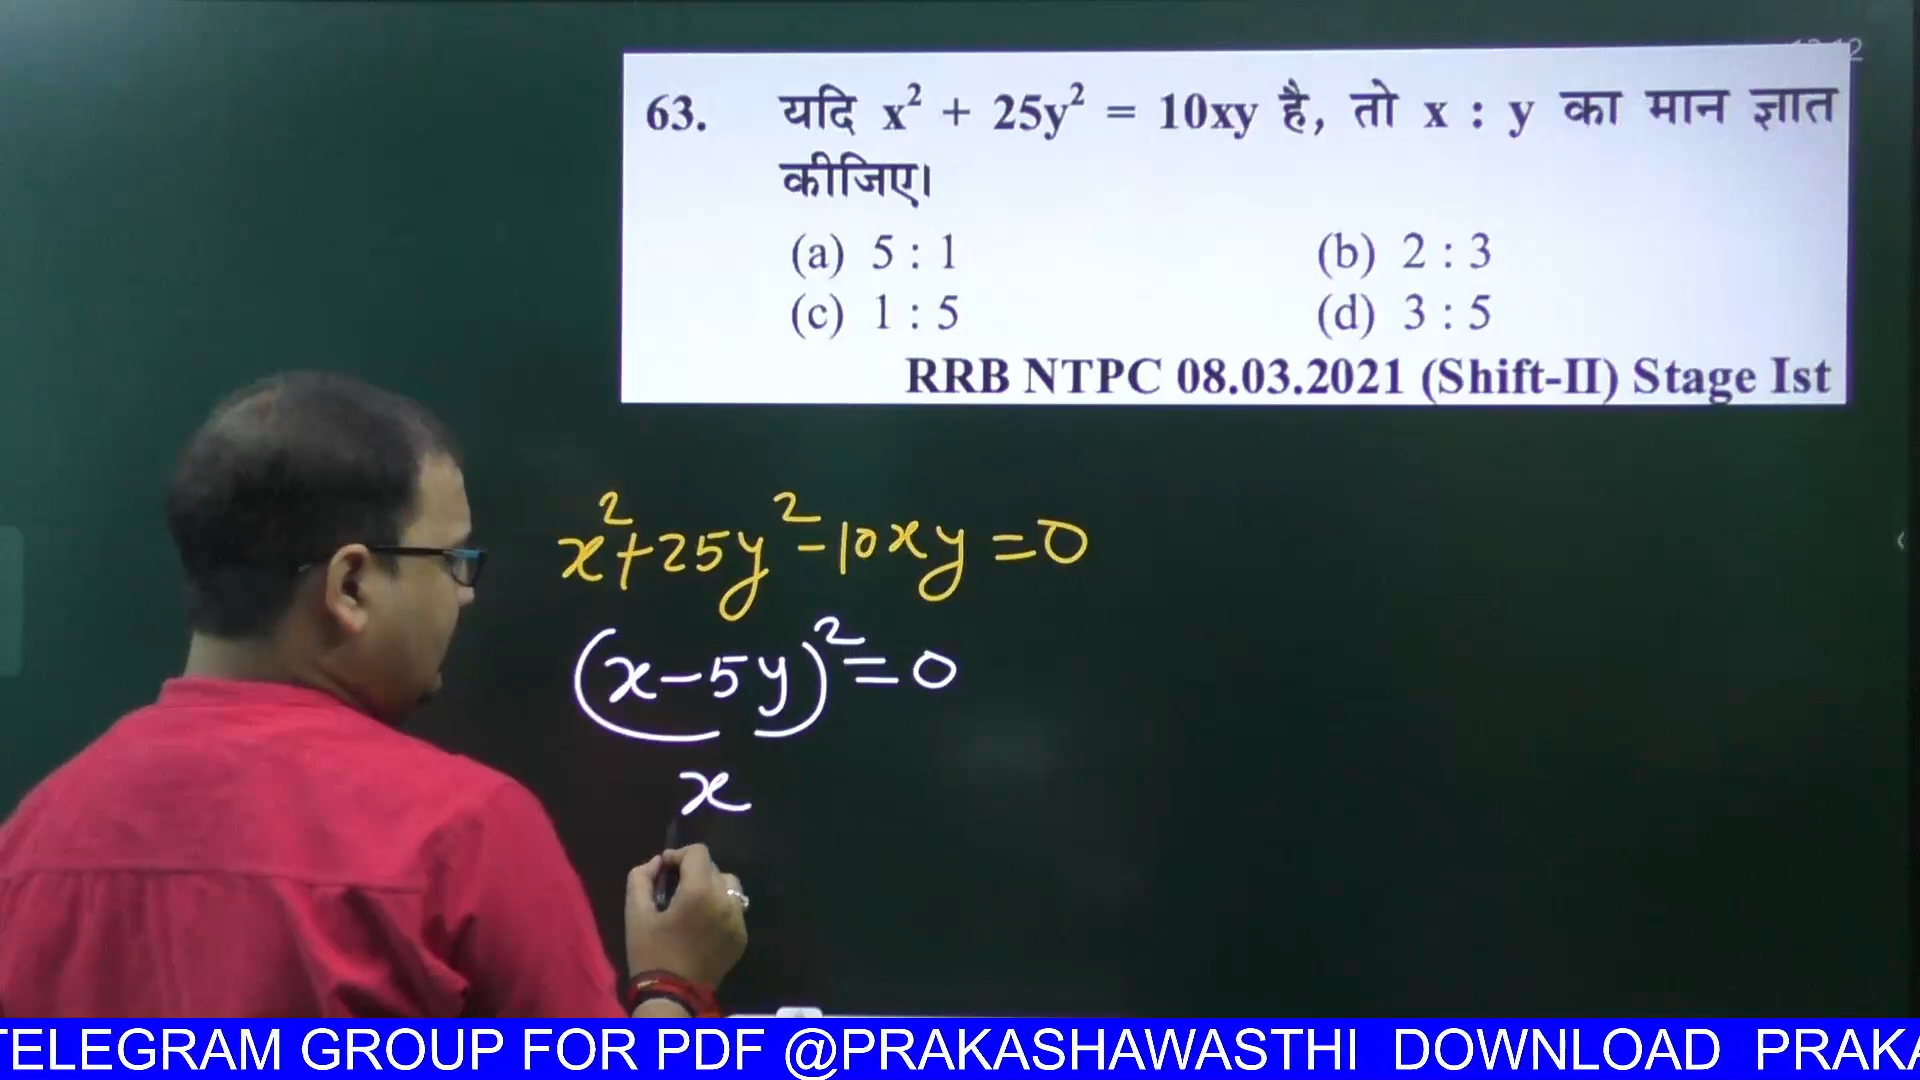 63. यदि x² + 25y² = 10xy है, तो x : y का मान ज्ञात
कीजिए।
(a) 5 : 1 (b) 2 : 3
(c) 1 : 5 (d) 3 : 5
RRB NTPC 08.03.2021 (Shift-II) Stage Ist
x²+25y²-10xy=0
(x-5y)²=0
x
TELEGRAM GROUP FOR PDF @PRAKASHAWASTHI DOWNLOAD PRAKA